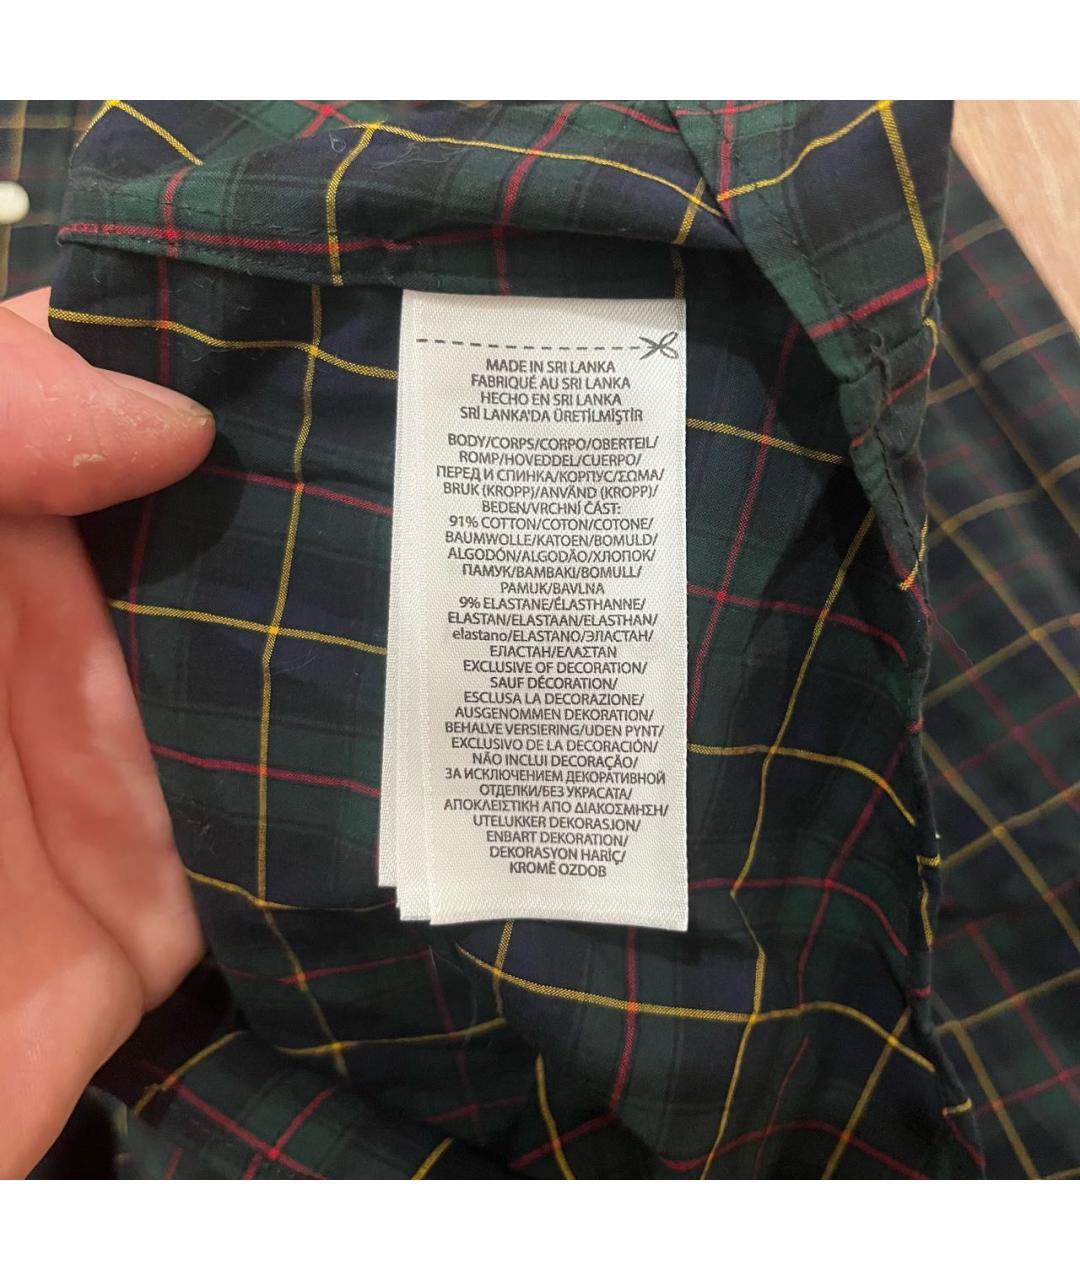 MADE IN SRI LANKA
FABRIQUÉ AU SRI LANKA
HECHO EN SRI LANKA
SRİ LANKA'DA ÜRETİLMİŞTİR
BODY/CORPS/CORPO/OBERTEIL/
ROMP/HOVEDDEL/CUERPO/
ПЕРЕД И СПИНКА/КОРПУС/ΣΩΜΑ/
BRUK (KROPP)/ANVÄND (KROPP)/
BEDEN/VRCHNÍ ČÁST:
91% COTTON/COTON/COTONE/
BAUMWOLLE/KATOEN/BOMULD/
ALGODÓN/ALGODÃO/ХЛОПОК/
ПАМУК/ΒΑΜΒΑΚΙ/BOMULL/
PAMUK/BAVLNA
9% ELASTANE/ÉLASTHANNE/
ELASTAN/ELASTAAN/ELASTHAN/
elastano/ELASTANO/ЭЛАСТАН/
ЕЛАСТАН/ΕΛΑΣΤΑΝ
EXCLUSIVE OF DECORATION/
SAUF DÉCORATION/
ESCLUSA LA DECORAZIONE/
AUSGENOMMEN DEKORATION/
BEHALVE VERSIERING/UDEN PYNT/
EXCLUSIVO DE LA DECORACIÓN/
NÃO INCLUI DECORAÇÃO/
ЗА ИСКЛЮЧЕНИЕМ ДЕКОРАТИВНОЙ
ОТДЕЛКИ/БЕЗ УКРАСАТА/
ΑΠΟΚΛΕΙΣΤΙΚΗ ΑΠΟ ΔΙΑΚΟΣΜΗΣΗ/
UTELUKKER DEKORASJON/
ENBART DEKORATION/
DEKORASYON HARİÇ/
KROMĚ OZDOB